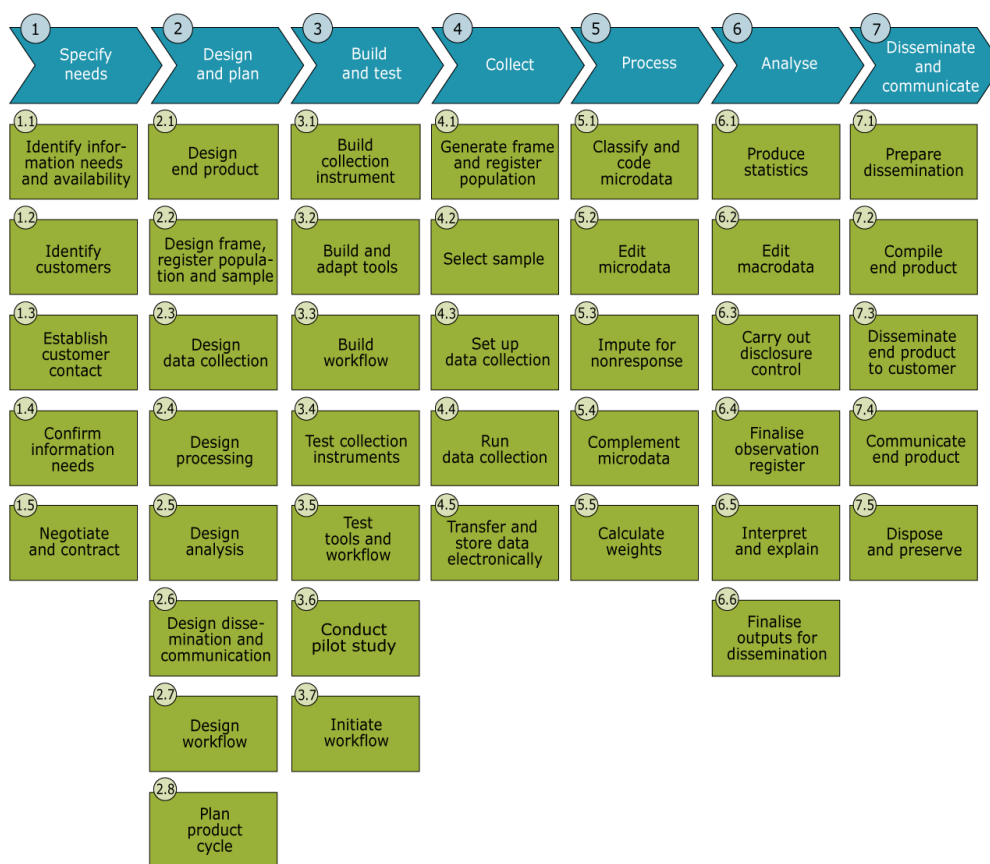 1
Specify
needs
2
Design
and plan
3
Build
and test
4
Collect
5
Process
6
Analyse
7
Disseminate
and
communicate
1.1
Identify infor-
mation needs
and availability
2.1
Design
end product
3.1
Build
collection
instrument
4.1
Generate frame
and register
population
5.1
Classify and
code
microdata
6.1
Produce
statistics
7.1
Prepare
dissemination
1.2
Identify
customers
2.2
Design frame,
register popula-
tion and sample
3.2
Build and
adapt tools
4.2
Select sample
5.2
Edit
microdata
6.2
Edit
macrodata
7.2
Compile
end product
1.3
Establish
customer
contact
2.3
Design
data collection
3.3
Build
workflow
4.3
Set up
data collection
5.3
Impute for
nonresponse
6.3
Carry out
disclosure
control
7.3
Disseminate
end product
to customer
1.4
Confirm
information
needs
2.4
Design
processing
3.4
Test collection
instruments
4.4
Run
data collection
5.4
Complement
microdata
6.4
Finalise
observation
register
7.4
Communicate
end product
1.5
Negotiate
and contract
2.5
Design
analysis
3.5
Test
tools and
workflow
4.5
Transfer and
store data
electronically
5.5
Calculate
weights
6.5
Interpret
and explain
7.5
Dispose
and preserve
2.6
Design disse-
mination and
communication
3.6
Conduct
pilot study
6.6
Finalise
outputs for
dissemination
2.7
Design
workflow
3.7
Initiate
workflow
2.8
Plan
product
cycle